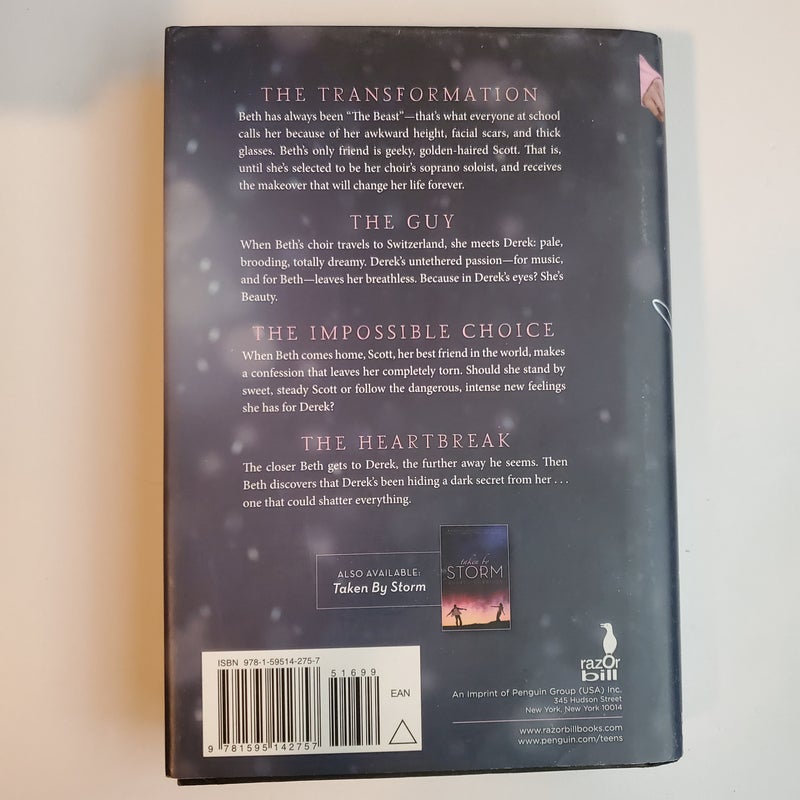 THE TRANSFORMATION
Beth has always been "The Beast"—that's what everyone at school
calls her because of her awkward height, facial scars, and thick
glasses. Beth's only friend is geeky, golden-haired Scott. That is,
until she's selected to be her choir's soprano soloist, and receives
the makeover that will change her life forever.
THE GUY
When Beth's choir travels to Switzerland, she meets Derek: pale,
brooding, totally dreamy. Derek's untethered passion—for music,
and for Beth—leaves her breathless. Because in Derek's eyes? She's
Beauty.
THE IMPOSSIBLE CHOICE
When Beth comes home, Scott, her best friend in the world, makes
a confession that leaves her completely torn. Should she stand by
sweet, steady Scott or follow the dangerous, intense new feelings
she has for Derek?
THE HEARTBREAK
The closer Beth gets to Derek, the further away he seems. Then
Beth discovers that Derek's been hiding a dark secret from her . . .
one that could shatter everything.
ALSO AVAILABLE:
Taken By Storm
taken by
STORM
ISBN 978-1-59514-275-7
51699
EAN
9 781595 142757
razOr
bill
An Imprint of Penguin Group (USA) Inc.
345 Hudson Street
New York, New York 10014
www.razorbillbooks.com
www.penguin.com/teens